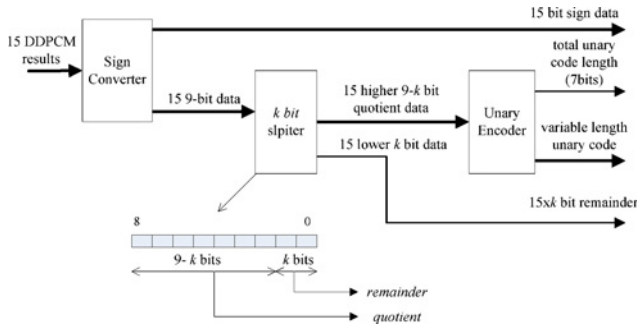 15 bit sign data
15 DDPCM
results
Sign
Converter
total unary
code length
(7bits)
15 9-bit data
k bit
slpiter
15 higher 9-k bit
quotient data
Unary
Encoder
15 lower k bit data
variable length
unary code
15xk bit remainder
8
0
9- k bits
k bits
remainder
quotient